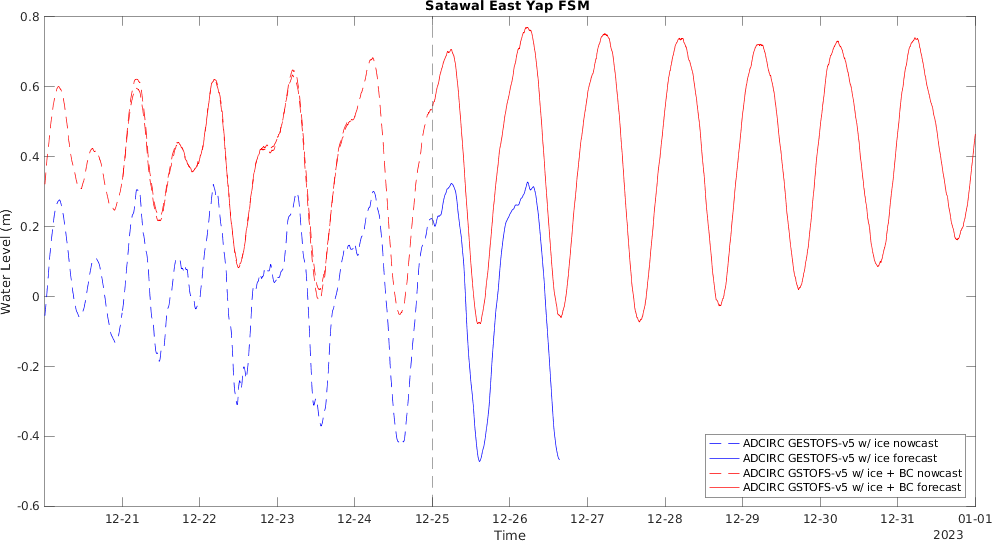 Satawal East Yap FSM
0.8
0.6
0.4
0.2
0
-0.2
-0.4
-0.6
Water Level (m)
ADCIRC GESTOFS-v5 w/ ice nowcast
ADCIRC GESTOFS-v5 w/ ice forecast
ADCIRC GSTOFS-v5 w/ ice + BC nowcast
ADCIRC GSTOFS-v5 w/ ice + BC forecast
12-21 12-22 12-23 12-24 12-25 12-26 12-27 12-28 12-29 12-30 12-31 01-01
Time
2023